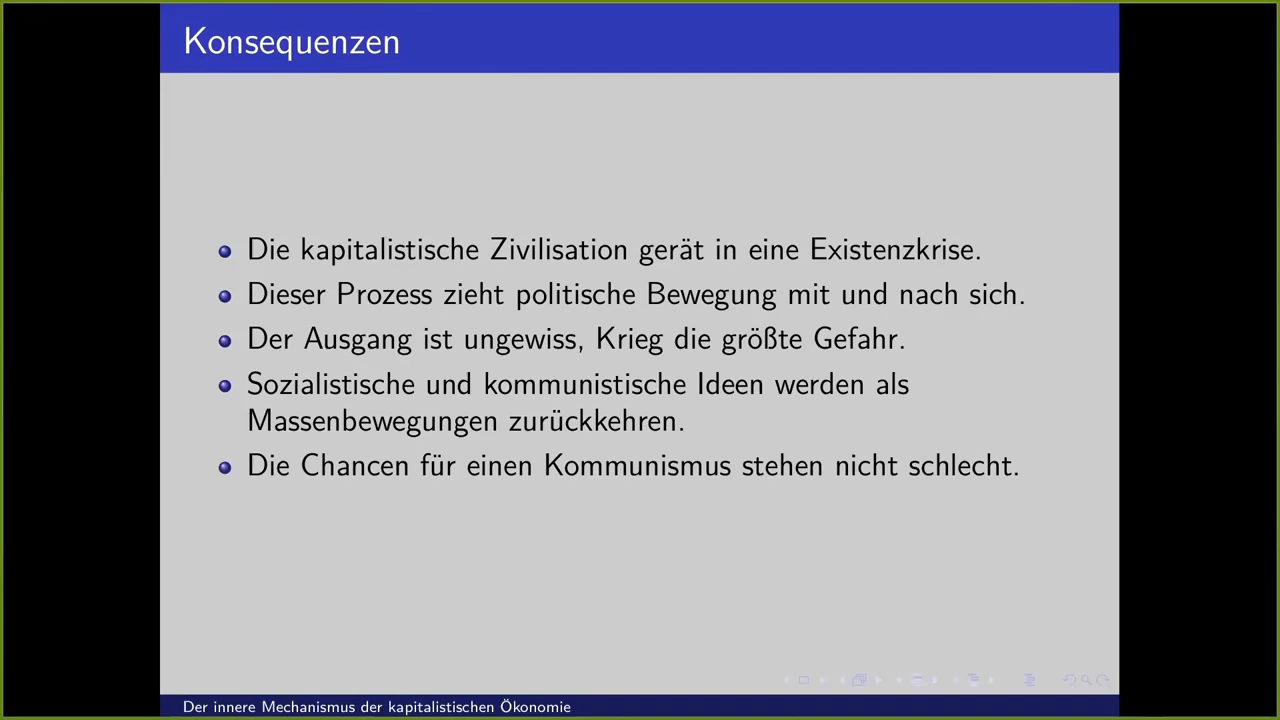 Konsequenzen
Die kapitalistische Zivilisation gerät in eine Existenzkrise.
Dieser Prozess zieht politische Bewegung mit und nach sich.
Der Ausgang ist ungewiss, Krieg die größte Gefahr.
Sozialistische und kommunistische Ideen werden als
Massenbewegungen zurückkehren.
Die Chancen für einen Kommunismus stehen nicht schlecht.
Der innere Mechanismus der kapitalistischen Ökonomie